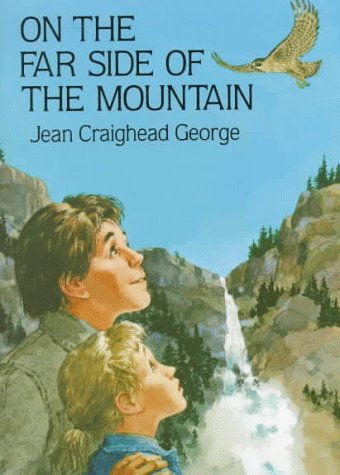 ON THE
FAR SIDE OF
THE MOUNTAIN
Jean Craighead George